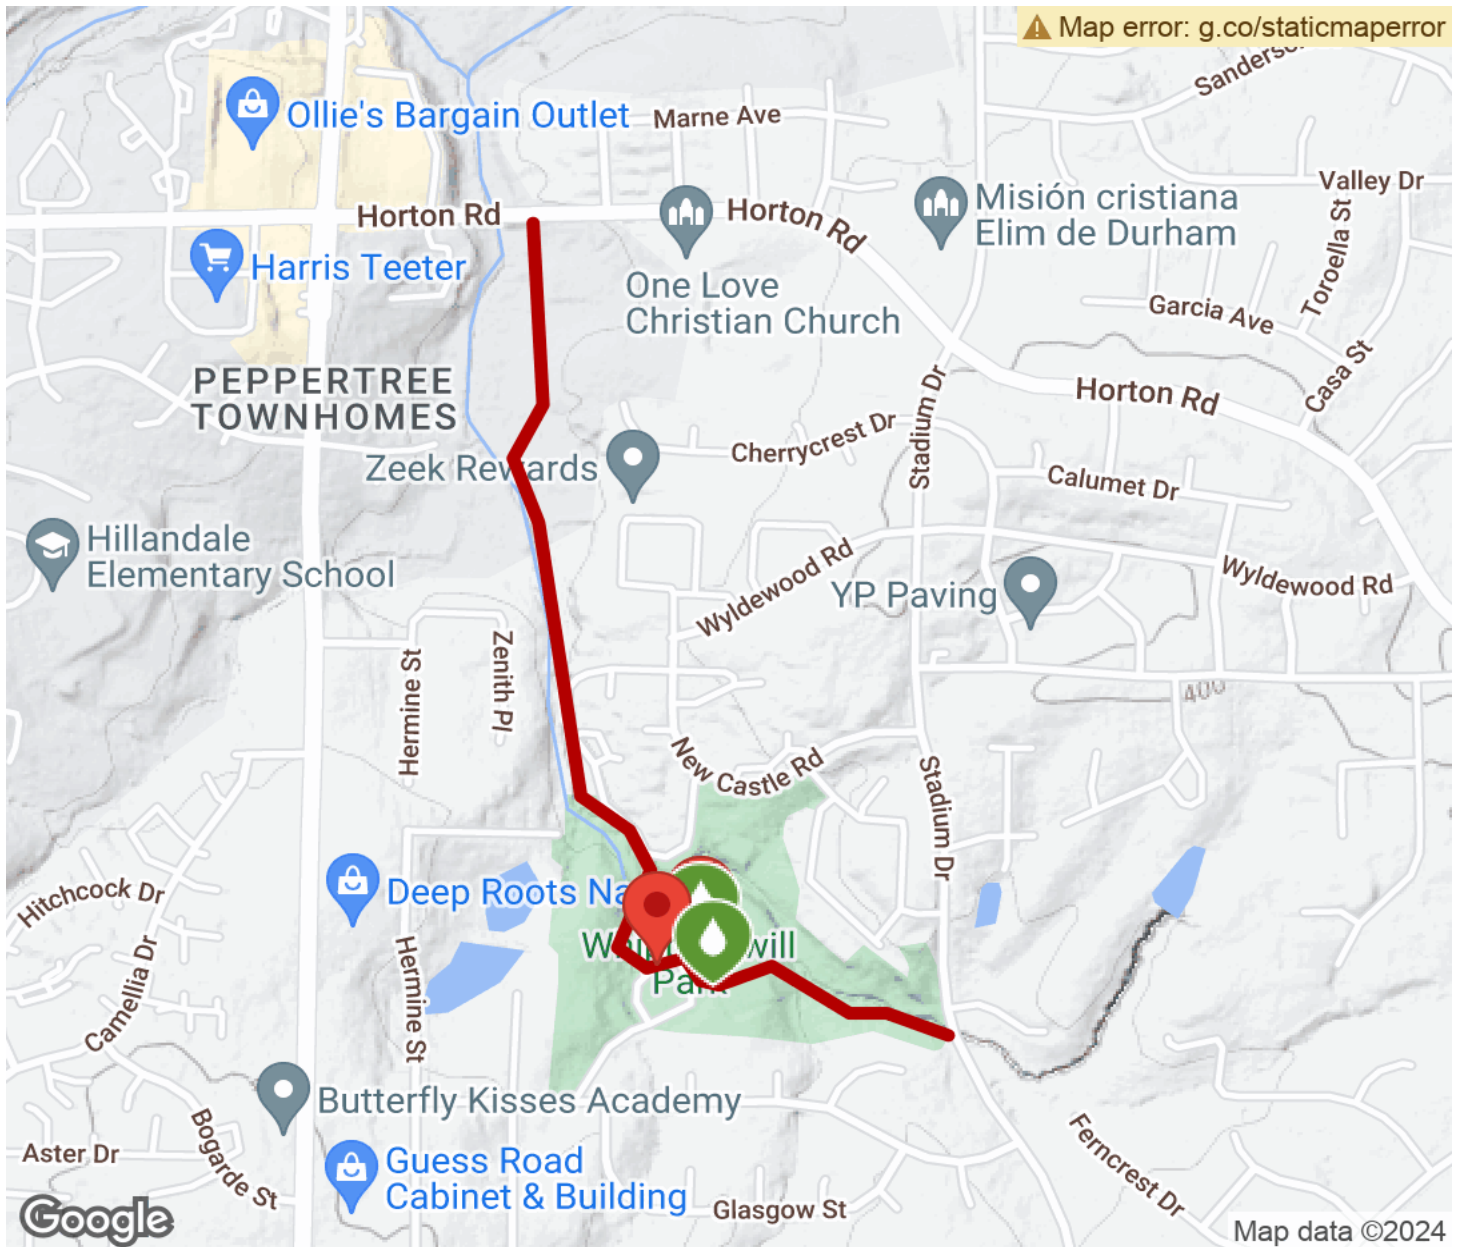 Map error: g.co/staticmaperror
Ollie's Bargain Outlet
Marne Ave
Valley Dr
Horton Rd
Horton Rd
Misión cristiana
Elim de Durham
Toroella St
Harris Teeter
One Love
Christian Church
Garcia Ave
Casa St
PEPPERTREE
TOWNHOMES
Stadium Dr
Horton Rd
Cherrycrest Dr
Zeek Rewards
Calumet Dr
Hillandale
Elementary School
Wyldewood Rd
Wyldewood Rd
YP Paving
Zenith Pl
Hermine St
400
New Castle Rd
Stadium Dr
Hitchcock Dr
Deep Roots
Park
Camellia Dr
Hermine St
Butterfly Kisses Academy
Aster Dr
Bogarde St
Guess Road
Cabinet & Building
Glasgow St
Ferncrest Dr
Google
Map data ©2024